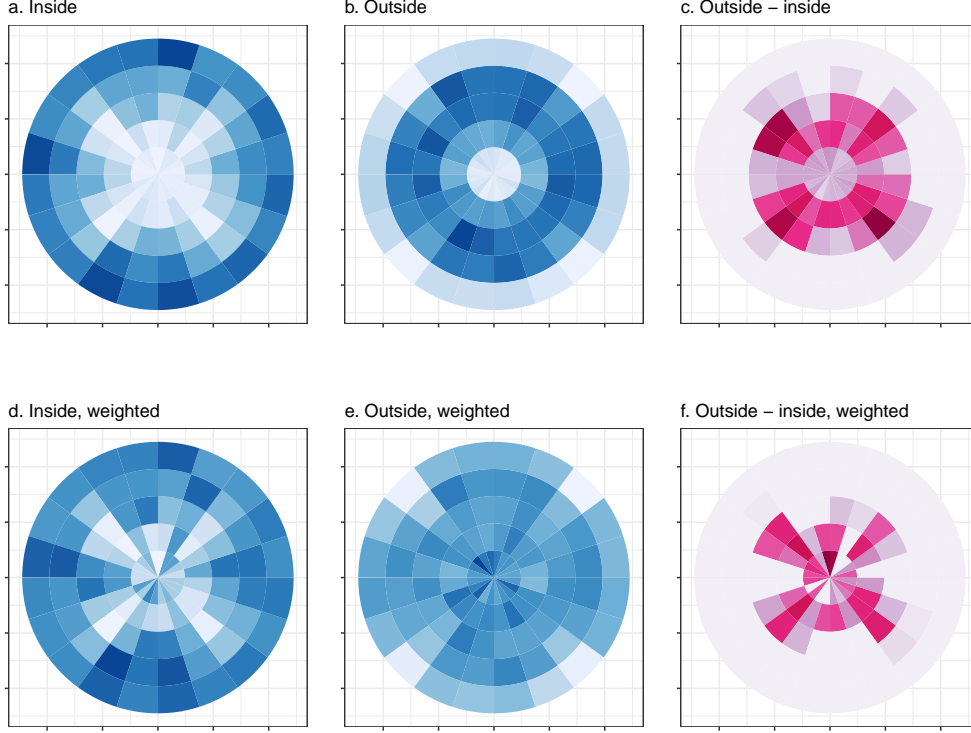 a. Inside
b. Outside
c. Outside − inside
d. Inside, weighted
e. Outside, weighted
f. Outside − inside, weighted